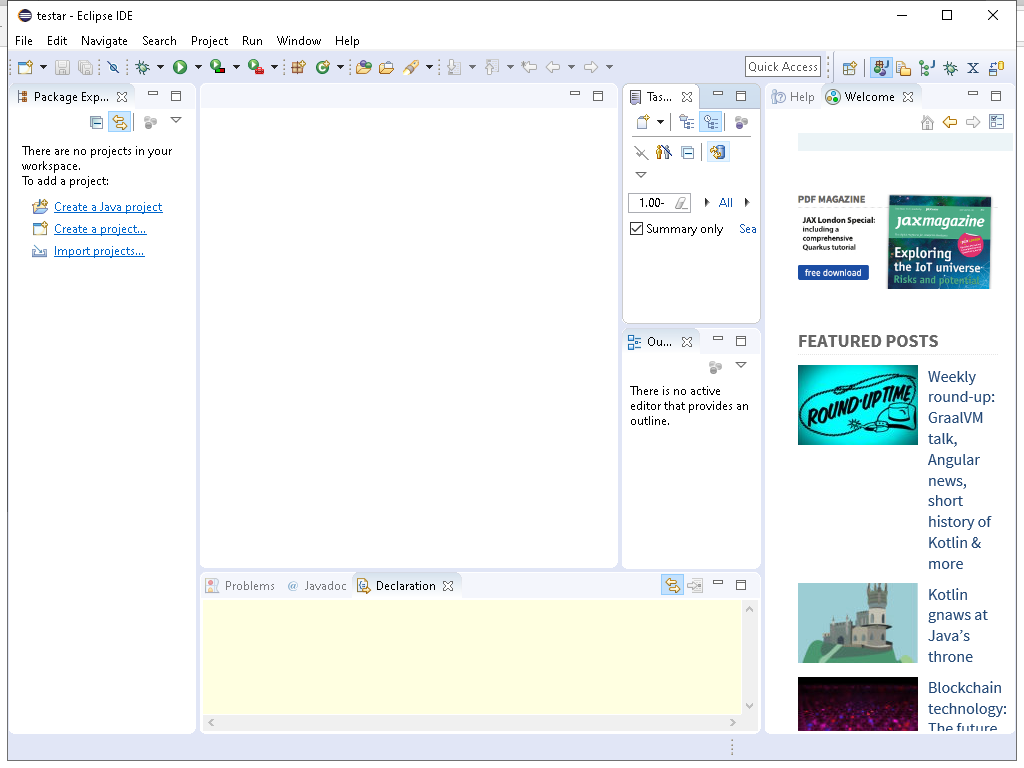 testar - Eclipse IDE
File Edit Navigate Search Project Run Window Help
Quick Access
Package Exp...
There are no projects in your
workspace.
To add a project:
Create a Java project
Create a project...
Import projects...
Tas...
1.00-
All
Summary only Sea
Ou...
There is no active
editor that provides an
outline.
Problems @ Javadoc Declaration
Help Welcome
PDF MAGAZINE
JAX London Special:
including a
comprehensive
Quarkus tutorial
free download
jaxmagazine
Exploring
the IoT universe
Risks and potential
FEATURED POSTS
ROUND-UP TIME
Weekly
round-up:
GraalVM
talk,
Angular
news,
short
history of
Kotlin &
more
Kotlin
gnaws at
Java's
throne
Blockchain
technology:
The future